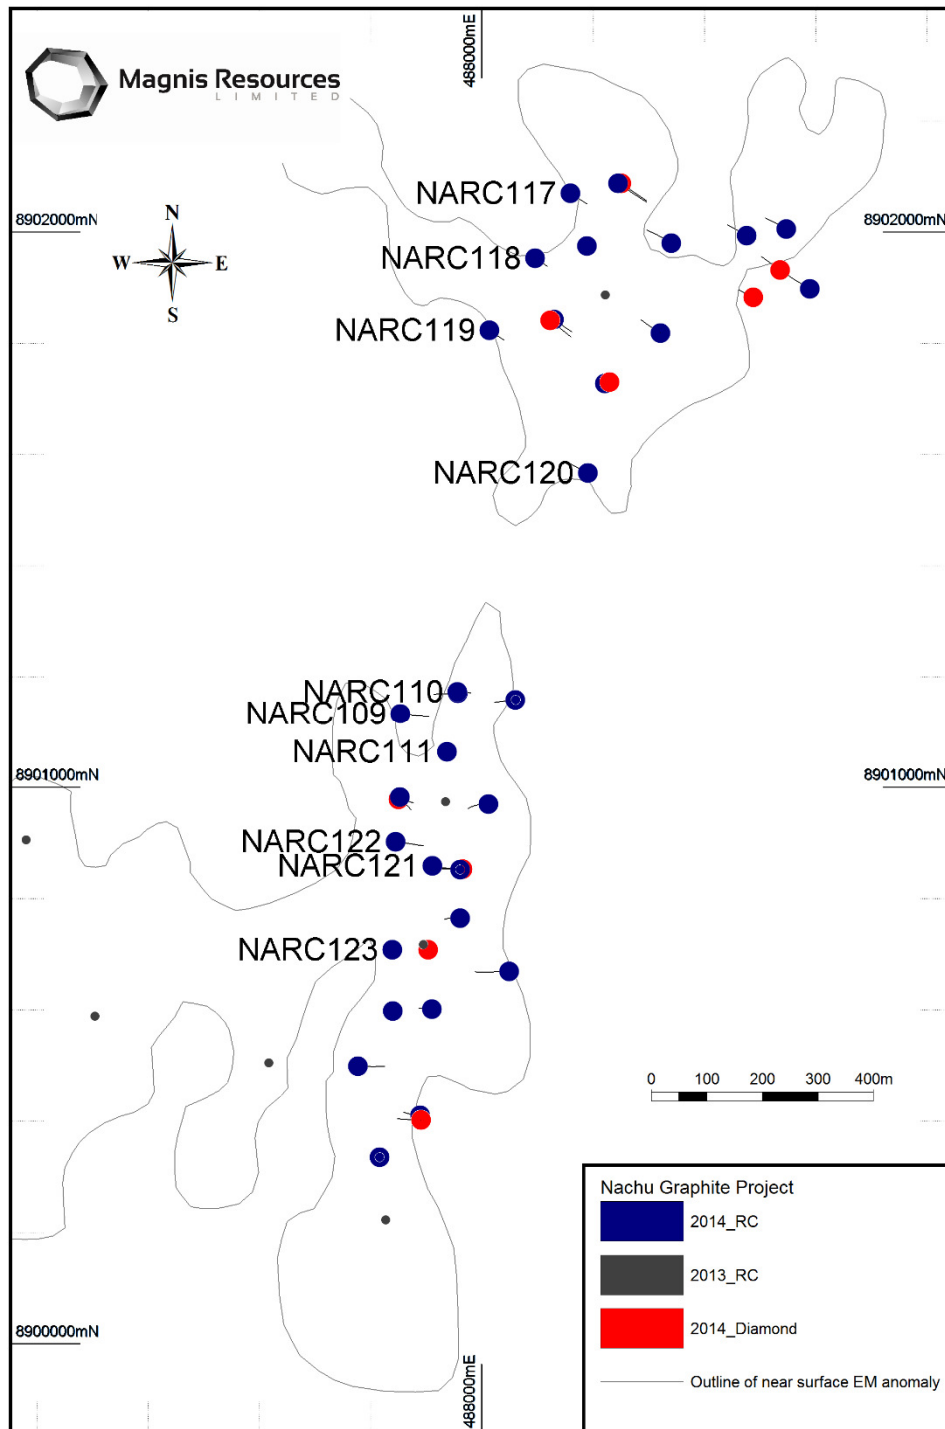 488000mE
Magnis Resources
LIMITED
NARC117
8902000mN
8902000mN
N
W
E
S
NARC118
NARC119
NARC120
NARC110
NARC109
NARC111
8901000mN
8901000mN
NARC122
NARC121
NARC123
0 100 200 300 400m
Nachu Graphite Project
2014_RC
2013_RC
2014_Diamond
Outline of near surface EM anomaly
8900000mN
488000mE